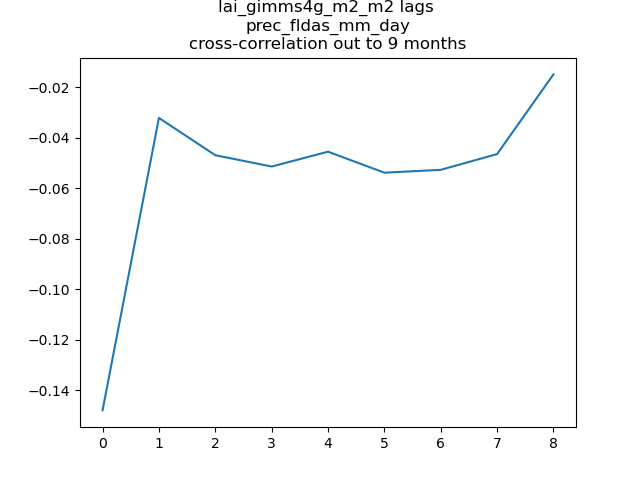 lai_gimms4g_m2_m2 lags
prec_fldas_mm_day
cross-correlation out to 9 months
−0.02
−0.04
−0.06
−0.08
−0.10
−0.12
−0.14
0 1 2 3 4 5 6 7 8